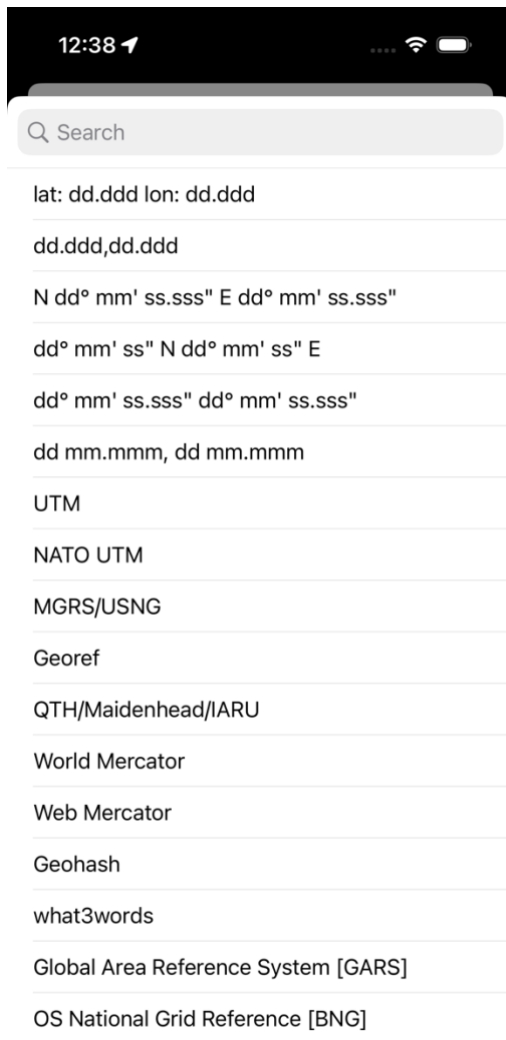 12:38
Search
lat: dd.ddd lon: dd.ddd
dd.ddd,dd.ddd
N dd° mm' ss.sss" E dd° mm' ss.sss"
dd° mm' ss" N dd° mm' ss" E
dd° mm' ss.sss" dd° mm' ss.sss"
dd mm.mmm, dd mm.mmm
UTM
NATO UTM
MGRS/USNG
Georef
QTH/Maidenhead/IARU
World Mercator
Web Mercator
Geohash
what3words
Global Area Reference System [GARS]
OS National Grid Reference [BNG]